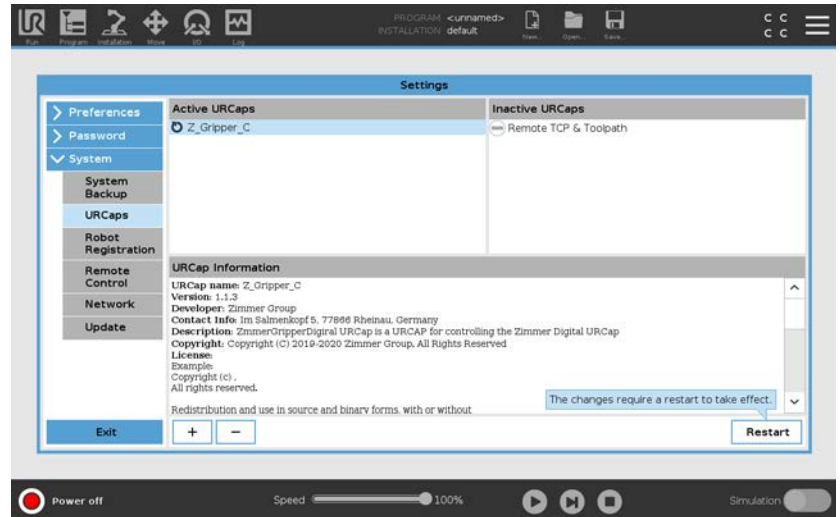 PROGRAM <unnamed>
INSTALLATION default
Run
Program
Installation
Move
I/O
Log
New...
Open...
Save...
C C
C C
Settings
Preferences
Password
System
System
Backup
URCaps
Robot
Registration
Remote
Control
Network
Update
Exit
Active URCaps
Z_Gripper_C
Inactive URCaps
Remote TCP & Toolpath
URCap Information
URCap name: Z_Gripper_C
Version: 1.1.3
Developer: Zimmer Group
Contact Info: Im Salmenkopf 5, 77866 Rheinau, Germany
Description: ZmmerGripperDigiral URCap is a URCAP for controlling the Zimmer Digital URCap
Copyright: Copyright (C) 2019-2020 Zimmer Group, All Rights Reserved
License:
Example:
Copyright (c) ,
All rights reserved.
Redistribution and use in source and binary forms, with or without
The changes require a restart to take effect.
+
−
Restart
Power off
Speed
100%
Simulation